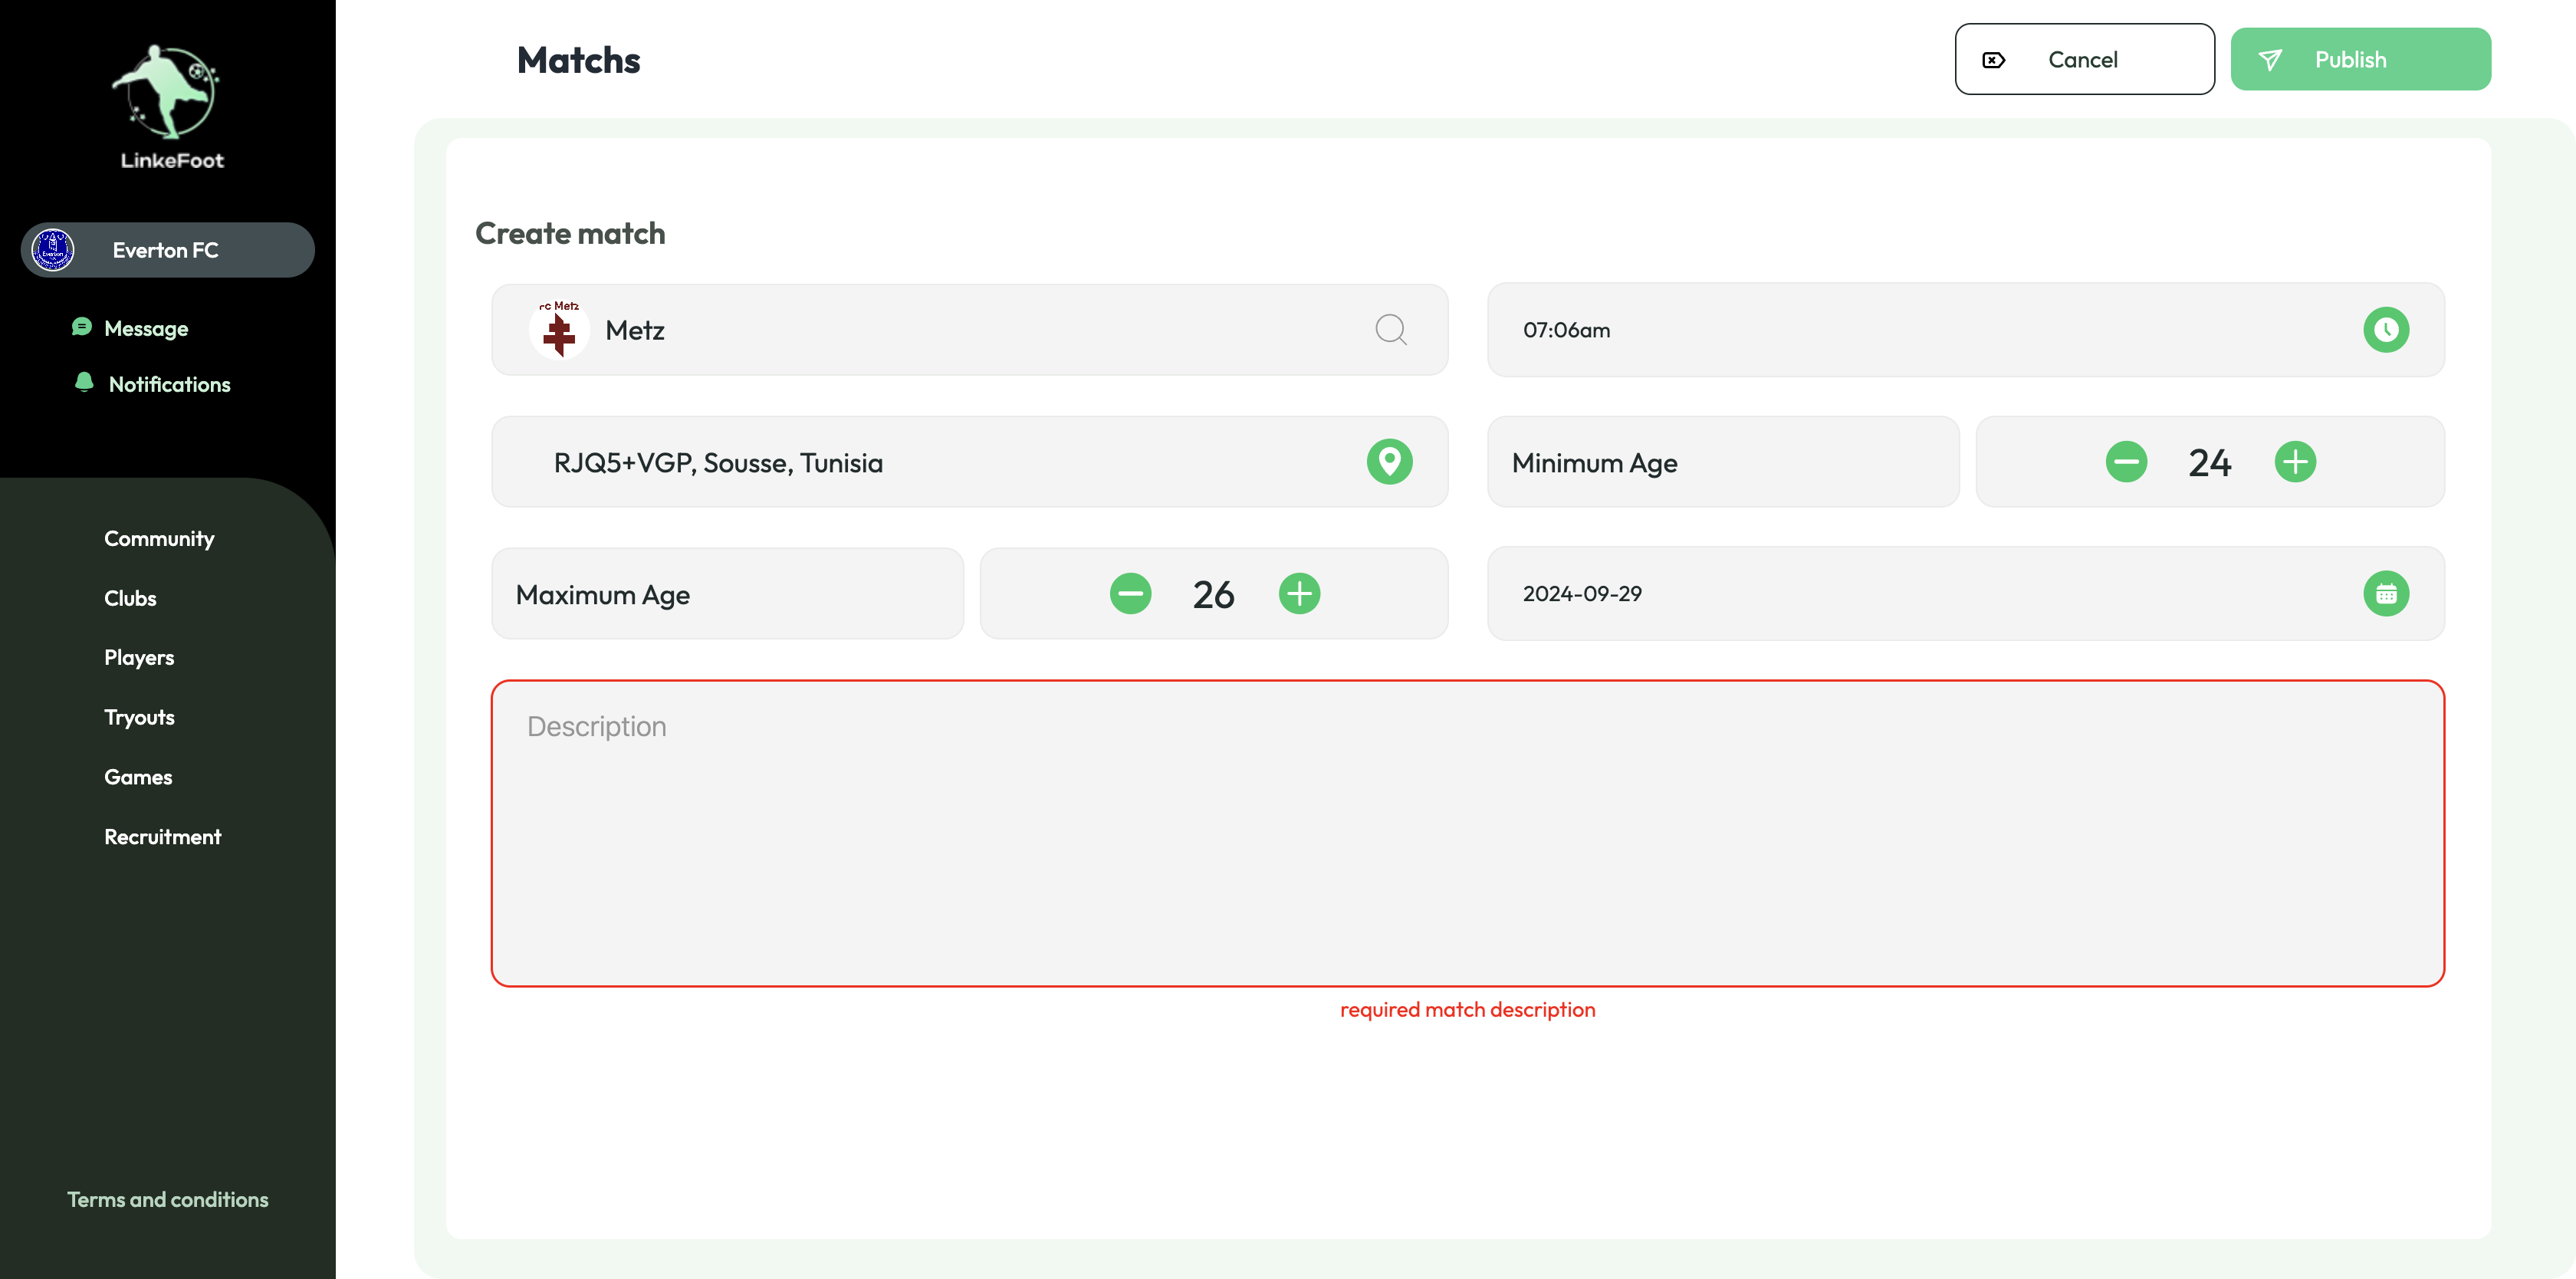 LinkeFoot
Everton FC
Message
Notifications
Community
Clubs
Players
Tryouts
Games
Recruitment
Terms and conditions
Matchs
Cancel
Publish
Create match
FC Metz
Metz
07:06am
RJQ5+VGP, Sousse, Tunisia
Minimum Age
24
Maximum Age
26
2024-09-29
Description
required match description